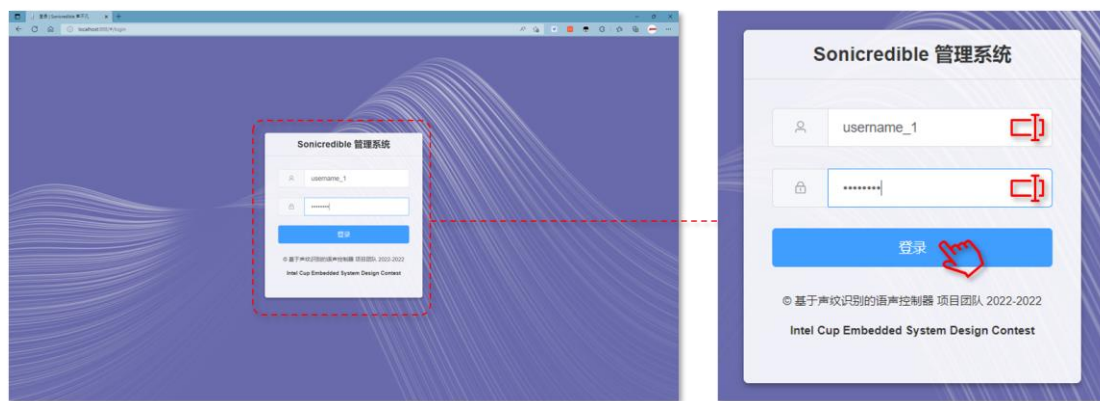 localhost
Sonicredible 管理系统
username_1
••••••••
登录
© 基于声纹识别的语声控制器 项目团队 2022-2022
Intel Cup Embedded System Design Contest
Sonicredible 管理系统
username_1
••••••••
登录
© 基于声纹识别的语声控制器 项目团队 2022-2022
Intel Cup Embedded System Design Contest